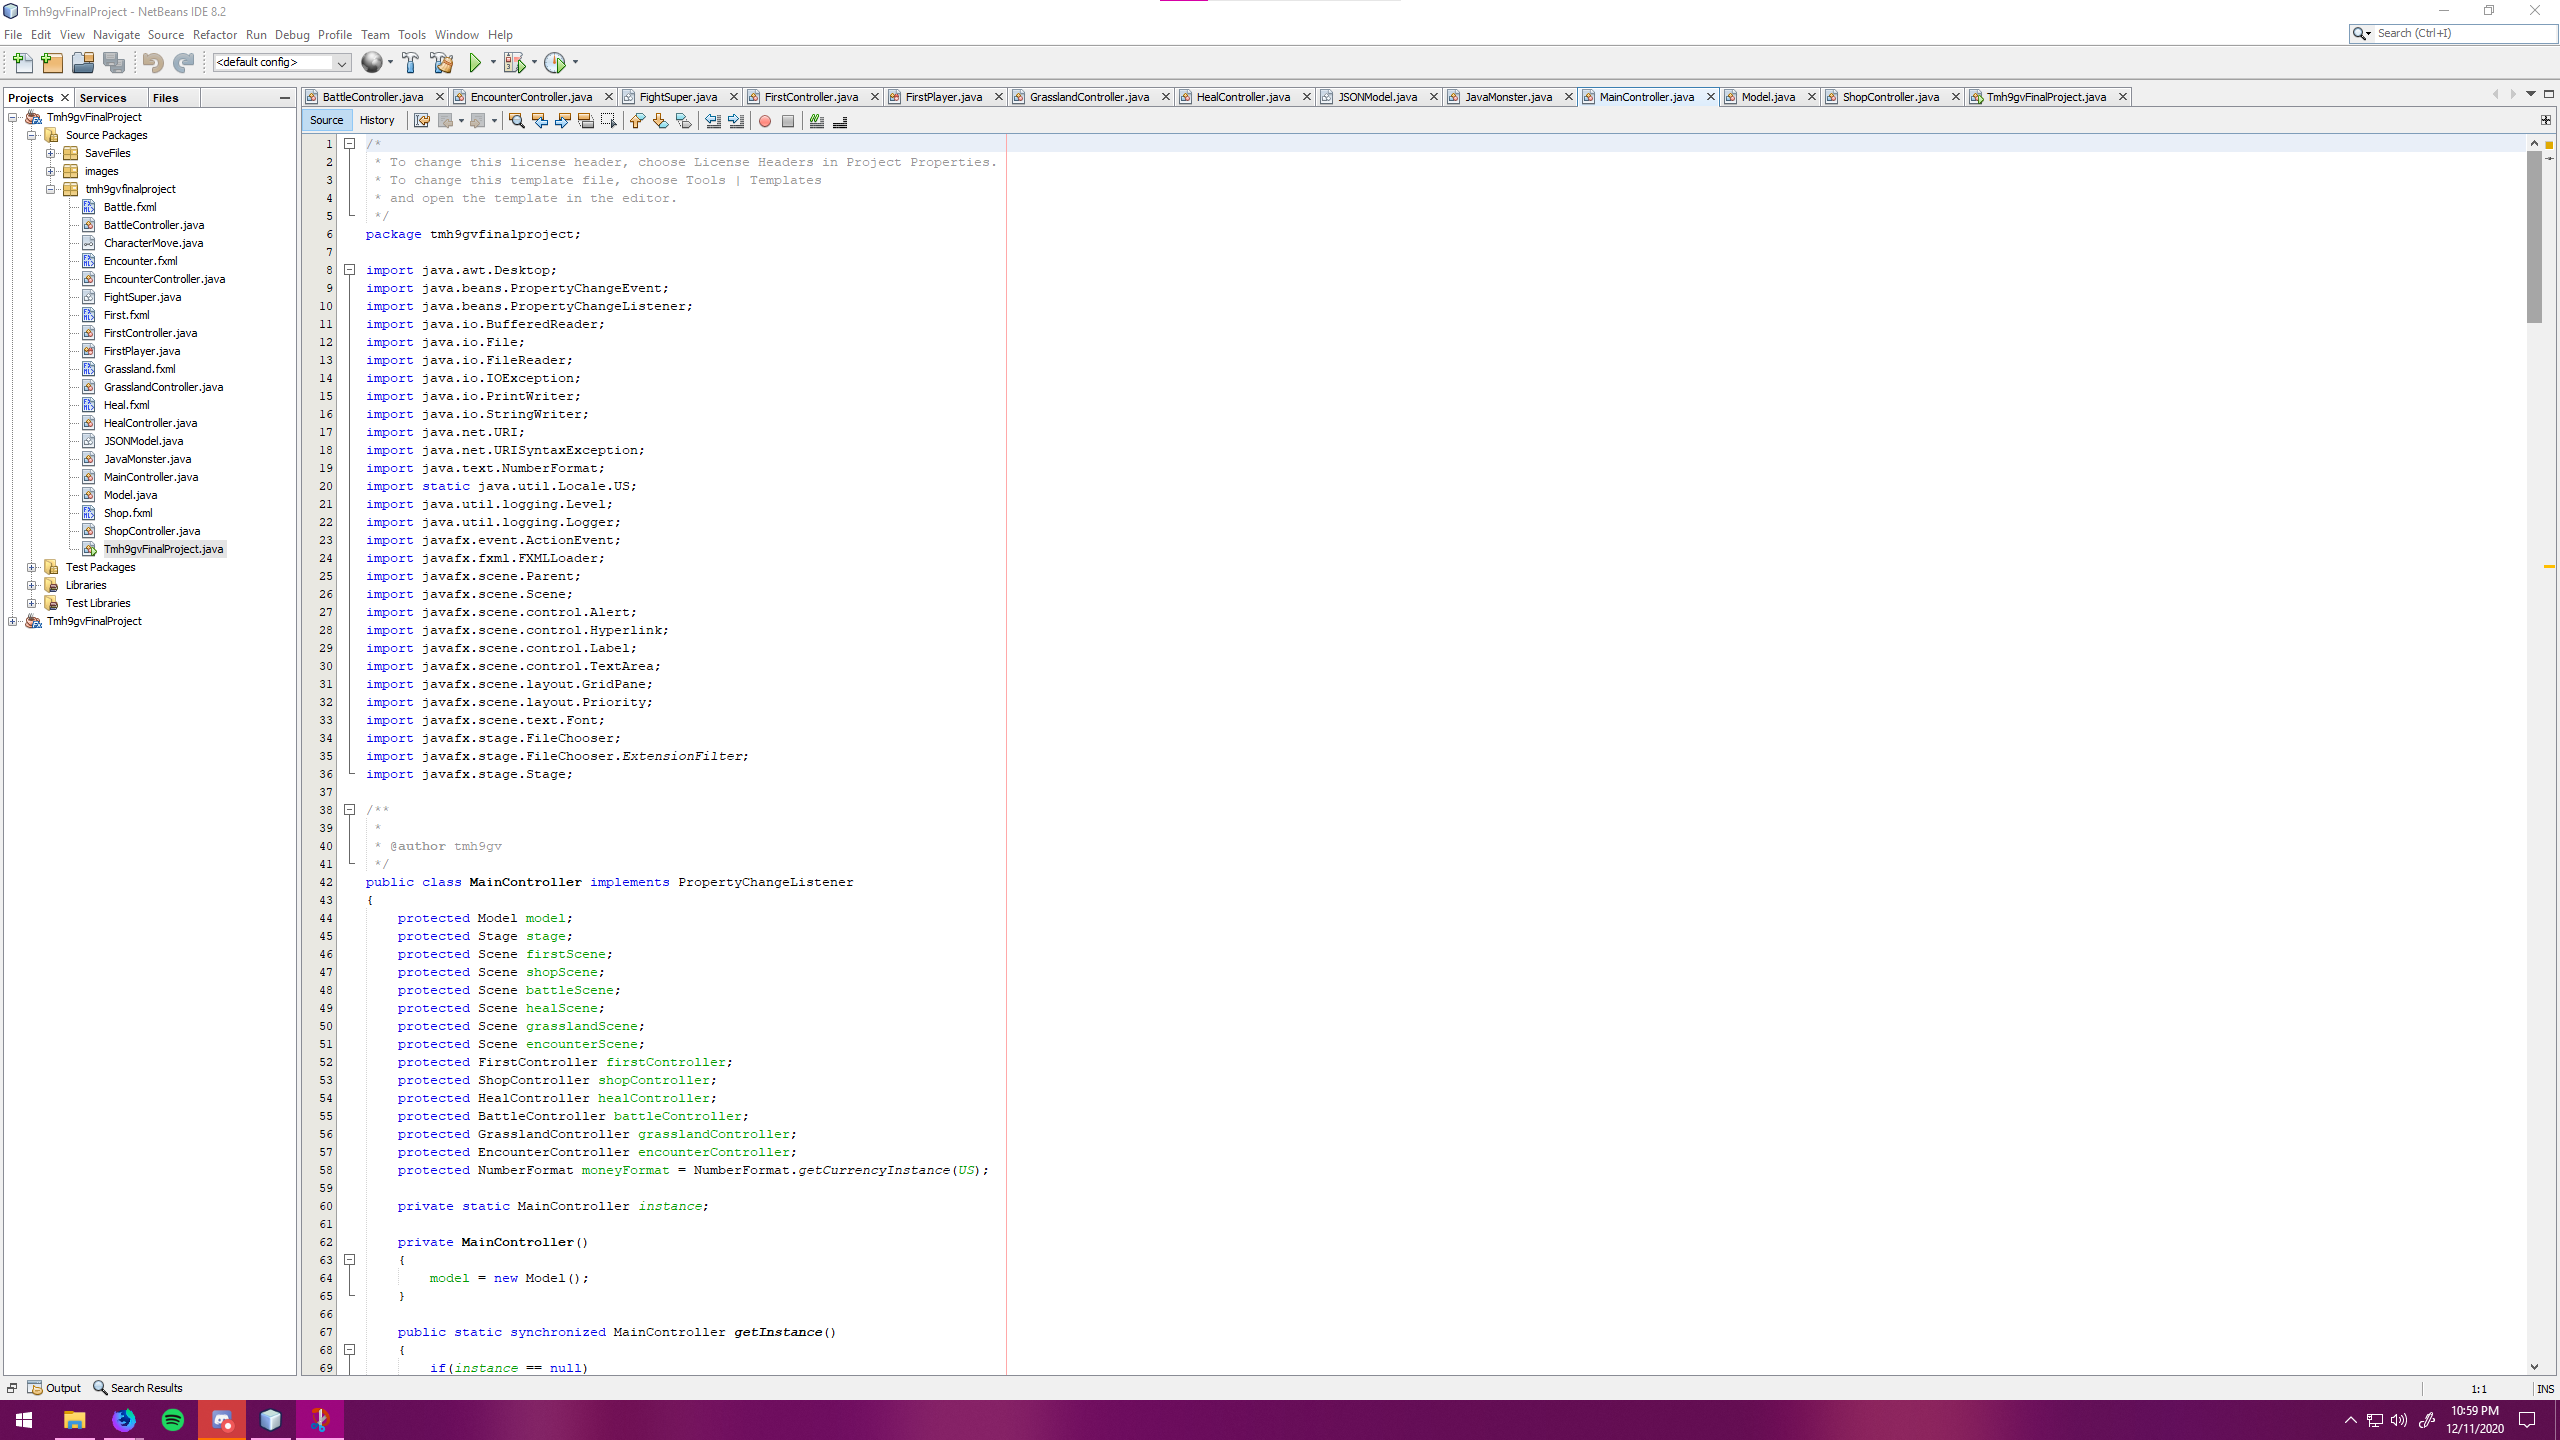 Tmh9gvFinalProject - NetBeans IDE 8.2
File Edit View Navigate Source Refactor Run Debug Profile Team Tools Window Help
Search (Ctrl+I)
<default config>
Projects Services Files
BattleController.java EncounterController.java FightSuper.java FirstController.java FirstPlayer.java GrasslandController.java HealController.java JSONModel.java JavaMonster.java MainController.java Model.java ShopController.java Tmh9gvFinalProject.java
Source History
Tmh9gvFinalProject
Source Packages
SaveFiles
images
tmh9gvfinalproject
Battle.fxml
BattleController.java
CharacterMove.java
Encounter.fxml
EncounterController.java
FightSuper.java
First.fxml
FirstController.java
FirstPlayer.java
Grassland.fxml
GrasslandController.java
Heal.fxml
HealController.java
JSONModel.java
JavaMonster.java
MainController.java
Model.java
Shop.fxml
ShopController.java
Tmh9gvFinalProject.java
Test Packages
Libraries
Test Libraries
Tmh9gvFinalProject
1 /*
2 * To change this license header, choose License Headers in Project Properties.
3 * To change this template file, choose Tools | Templates
4 * and open the template in the editor.
5 */
6 package tmh9gvfinalproject;
7
8 import java.awt.Desktop;
9 import java.beans.PropertyChangeEvent;
10 import java.beans.PropertyChangeListener;
11 import java.io.BufferedReader;
12 import java.io.File;
13 import java.io.FileReader;
14 import java.io.IOException;
15 import java.io.PrintWriter;
16 import java.io.StringWriter;
17 import java.net.URI;
18 import java.net.URISyntaxException;
19 import java.text.NumberFormat;
20 import static java.util.Locale.US;
21 import java.util.logging.Level;
22 import java.util.logging.Logger;
23 import javafx.event.ActionEvent;
24 import javafx.fxml.FXMLLoader;
25 import javafx.scene.Parent;
26 import javafx.scene.Scene;
27 import javafx.scene.control.Alert;
28 import javafx.scene.control.Hyperlink;
29 import javafx.scene.control.Label;
30 import javafx.scene.control.TextArea;
31 import javafx.scene.layout.GridPane;
32 import javafx.scene.layout.Priority;
33 import javafx.scene.text.Font;
34 import javafx.stage.FileChooser;
35 import javafx.stage.FileChooser.ExtensionFilter;
36 import javafx.stage.Stage;
37
38 /**
39 *
40 * @author tmh9gv
41 */
42 public class MainController implements PropertyChangeListener
43 {
44 protected Model model;
45 protected Stage stage;
46 protected Scene firstScene;
47 protected Scene shopScene;
48 protected Scene battleScene;
49 protected Scene healScene;
50 protected Scene grasslandScene;
51 protected Scene encounterScene;
52 protected FirstController firstController;
53 protected ShopController shopController;
54 protected HealController healController;
55 protected BattleController battleController;
56 protected GrasslandController grasslandController;
57 protected EncounterController encounterController;
58 protected NumberFormat moneyFormat = NumberFormat.getCurrencyInstance(US);
59
60 private static MainController instance;
61
62 private MainController()
63 {
64 model = new Model();
65 }
66
67 public static synchronized MainController getInstance()
68 {
69 if(instance == null)
Output Search Results
1:1 INS
10:59 PM
12/11/2020